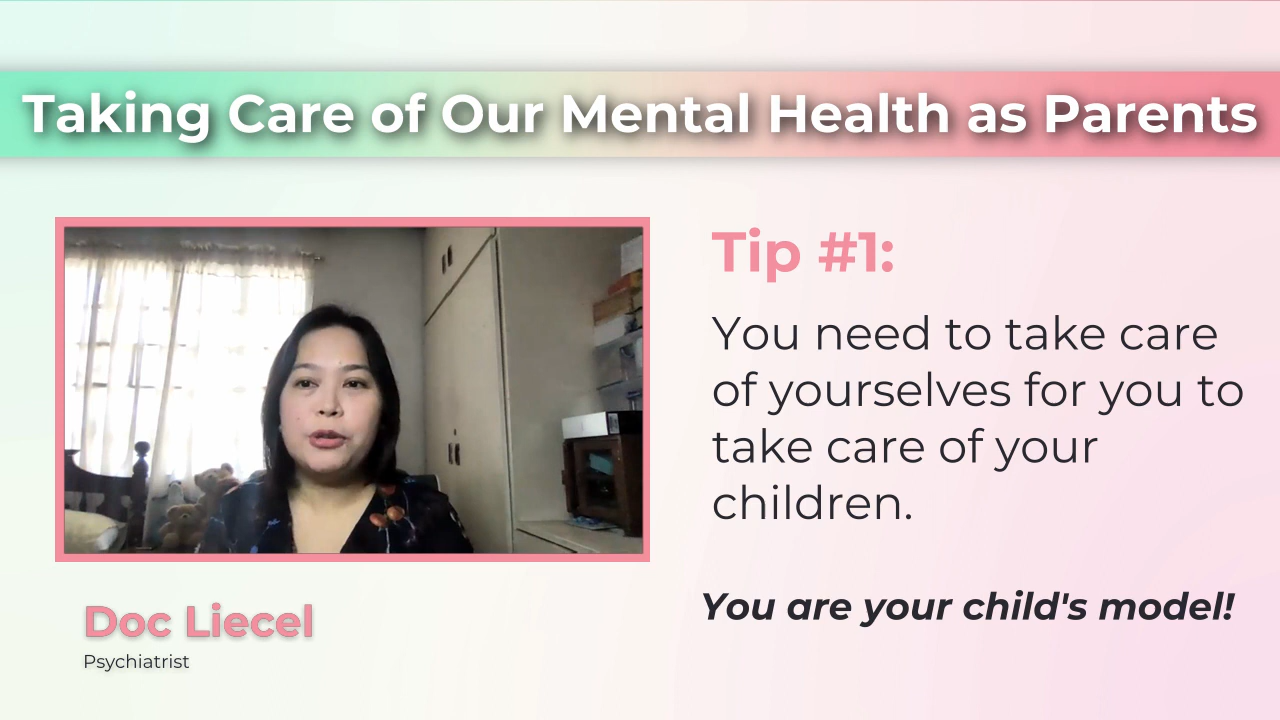 Taking Care of Our Mental Health as Parents
Tip #1:
You need to take care
of yourselves for you to
take care of your
children.
You are your child's model!
Doc Liecel
Psychiatrist